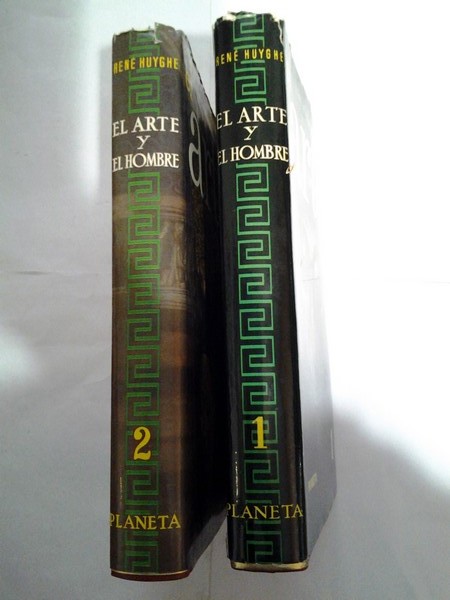 RENÉ HUYGHE
EL ARTE
Y
EL HOMBRE
2
PLANETA
RENÉ HUYGHE
EL ARTE
Y
EL HOMBRE
1
PLANETA